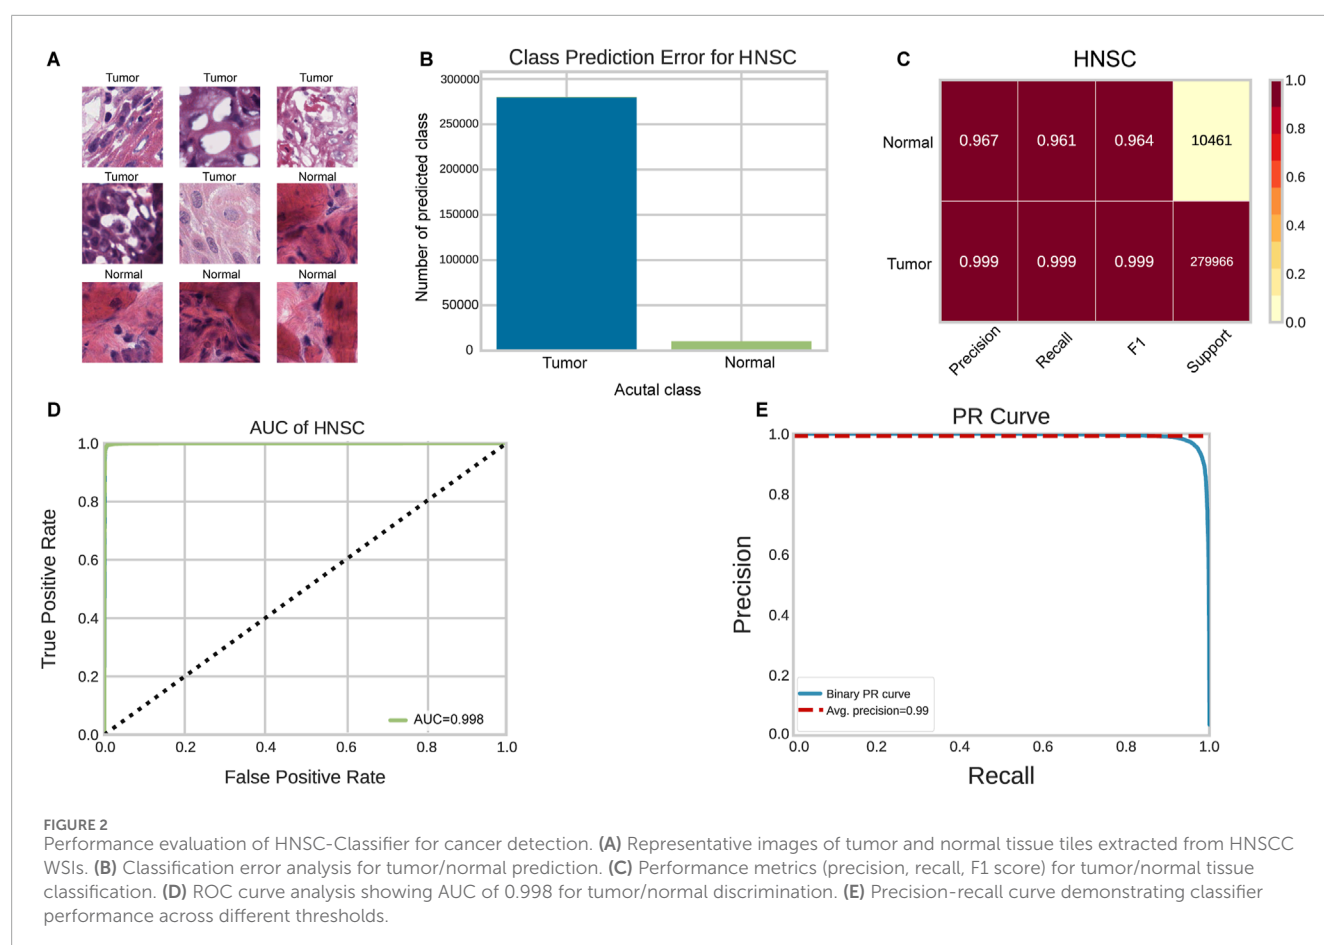 A
Tumor Tumor Tumor
Tumor Tumor Normal
Normal Normal Normal
B
Class Prediction Error for HNSC
Number of predicted class
300000
250000
200000
150000
100000
50000
0
Tumor Normal
Acutal class
C
HNSC
Normal 0.967 0.961 0.964 10461
Tumor 0.999 0.999 0.999 279966
Precision Recall F1 Support
1.0
0.8
0.6
0.4
0.2
0.0
D
AUC of HNSC
True Positive Rate
1.0
0.8
0.6
0.4
0.2
0.0
0.0 0.2 0.4 0.6 0.8 1.0
AUC=0.998
False Positive Rate
E
PR Curve
Precision
1.0
0.8
0.6
0.4
0.2
0.0
0.0 0.2 0.4 0.6 0.8 1.0
Binary PR curve
Avg. precision=0.99
Recall
FIGURE 2
Performance evaluation of HNSC-Classifier for cancer detection. (A) Representative images of tumor and normal tissue tiles extracted from HNSCC
WSIs. (B) Classification error analysis for tumor/normal prediction. (C) Performance metrics (precision, recall, F1 score) for tumor/normal tissue
classification. (D) ROC curve analysis showing AUC of 0.998 for tumor/normal discrimination. (E) Precision-recall curve demonstrating classifier
performance across different thresholds.